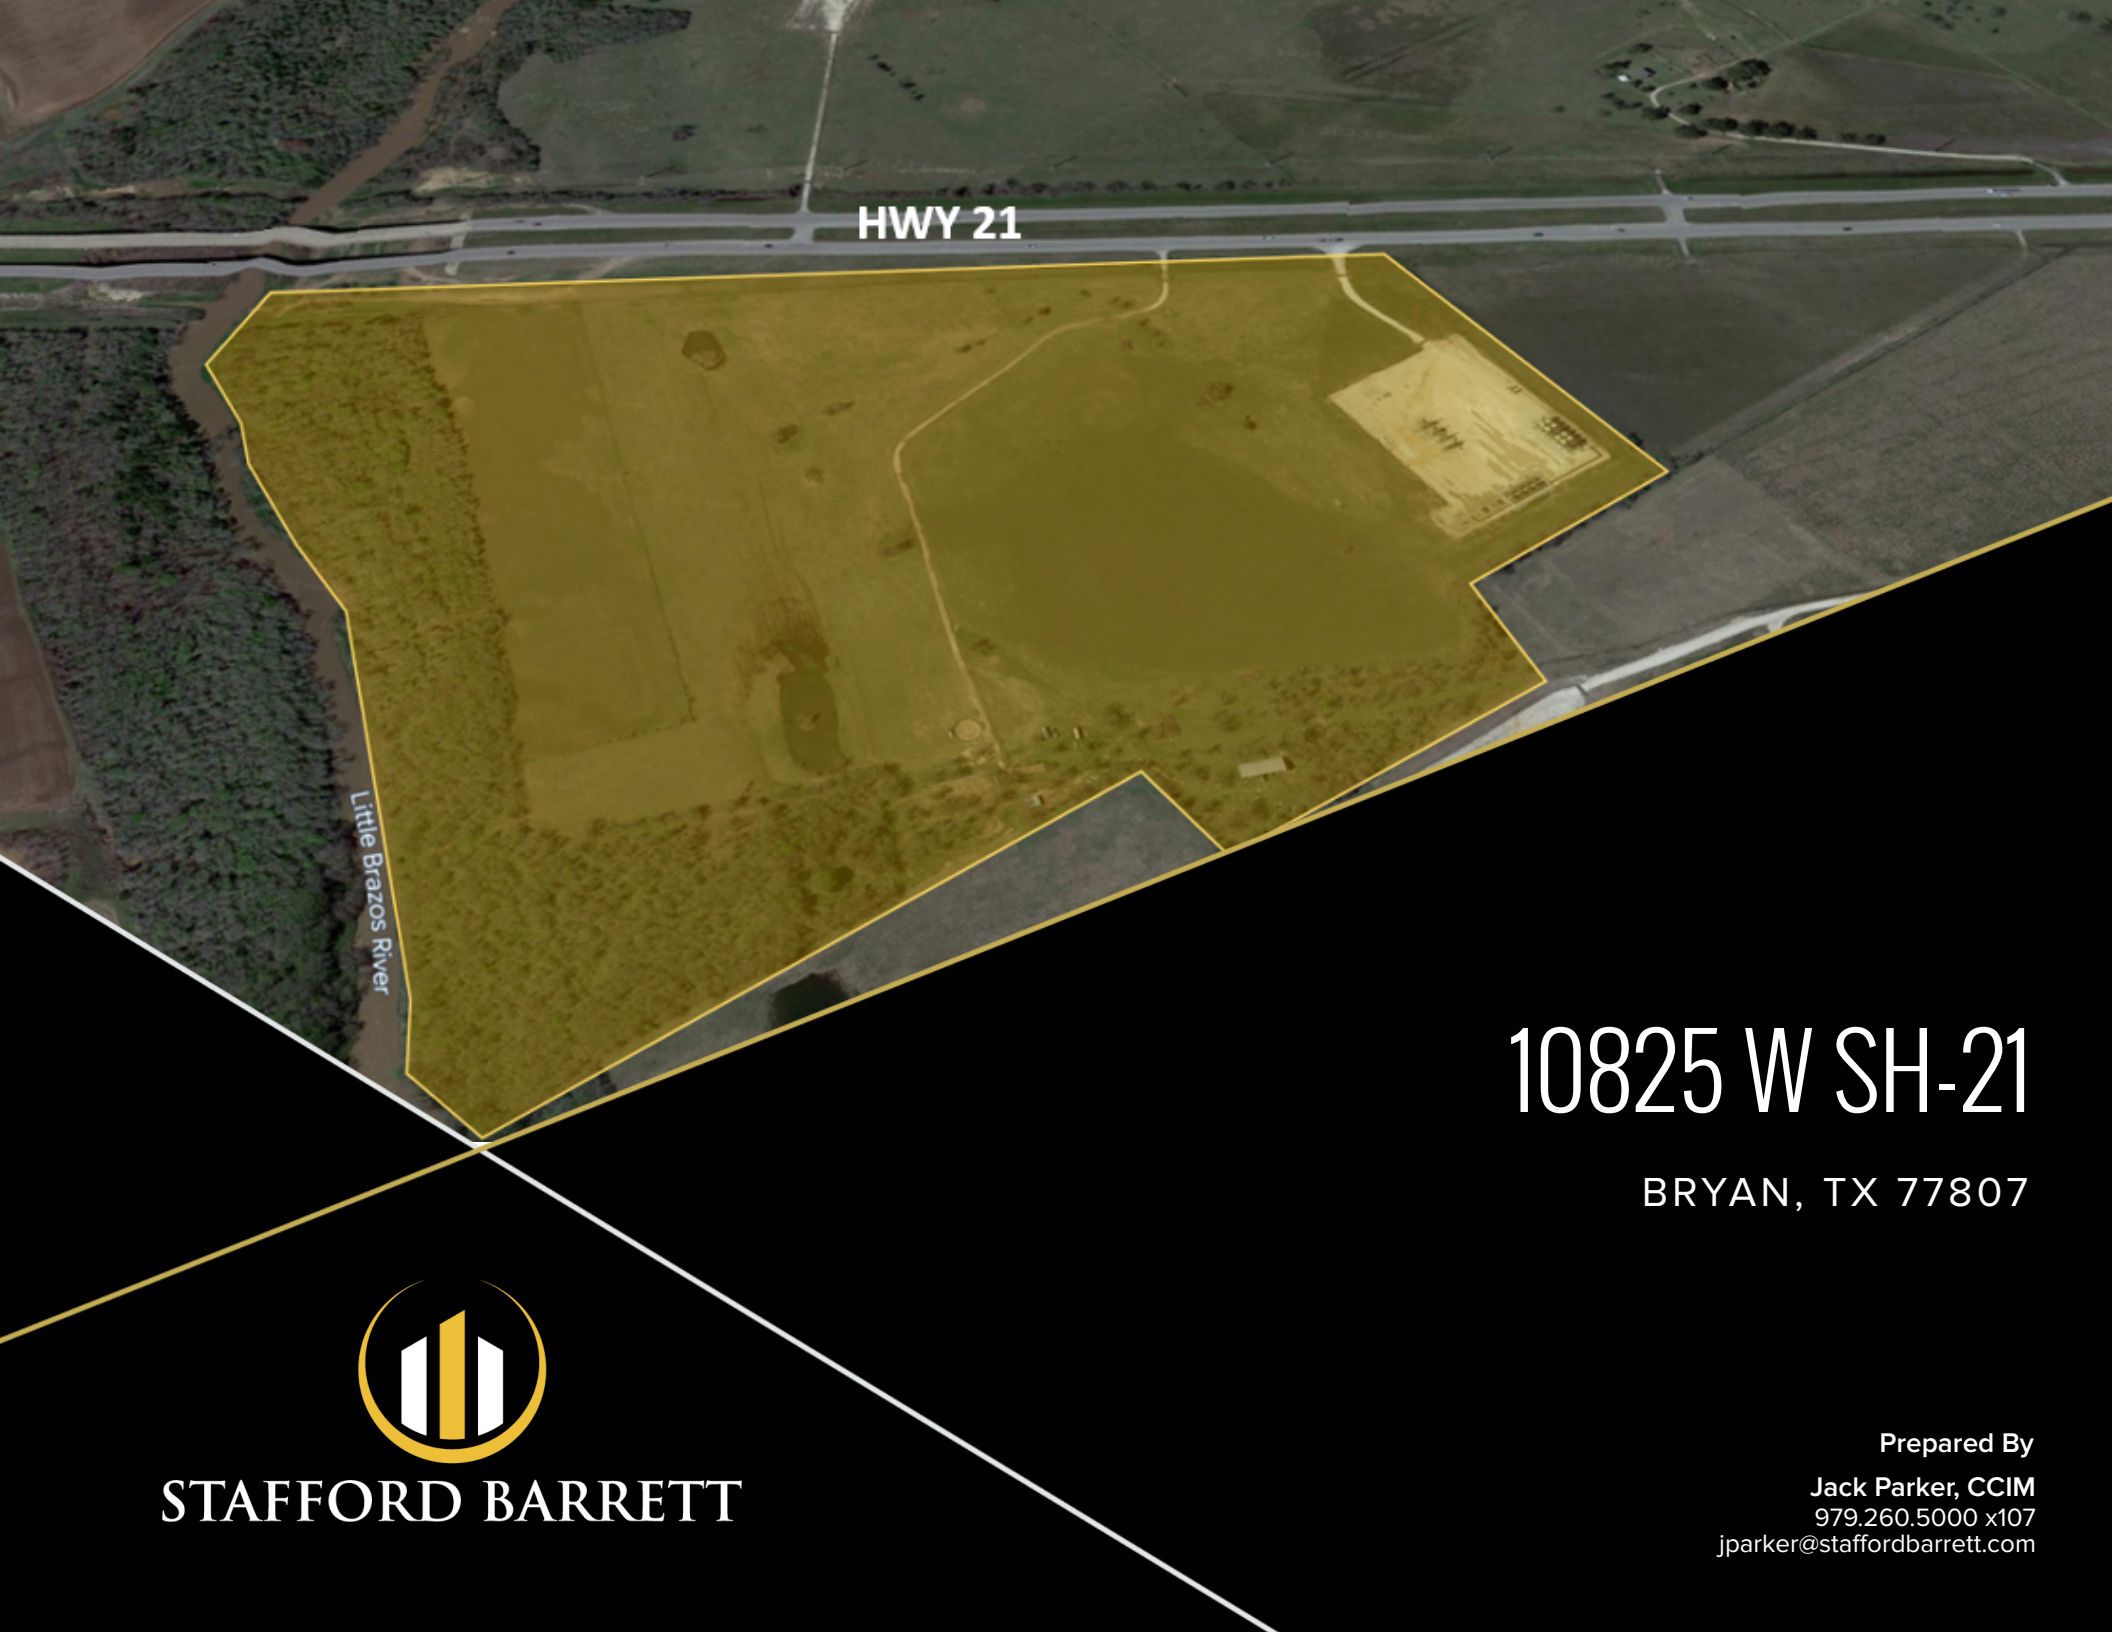 HWY 21
Little Brazos River
10825 W SH-21
BRYAN, TX 77807
STAFFORD BARRETT
Prepared By
Jack Parker, CCIM
979.260.5000 x107
jparker@staffordbarrett.com